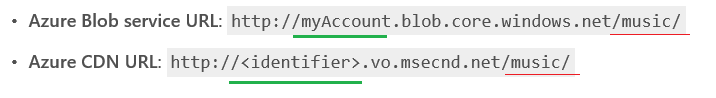 • Azure Blob service URL: http://myAccount.blob.core.windows.net/music/
• Azure CDN URL: http://<identifier>.vo.msecnd.net/music/